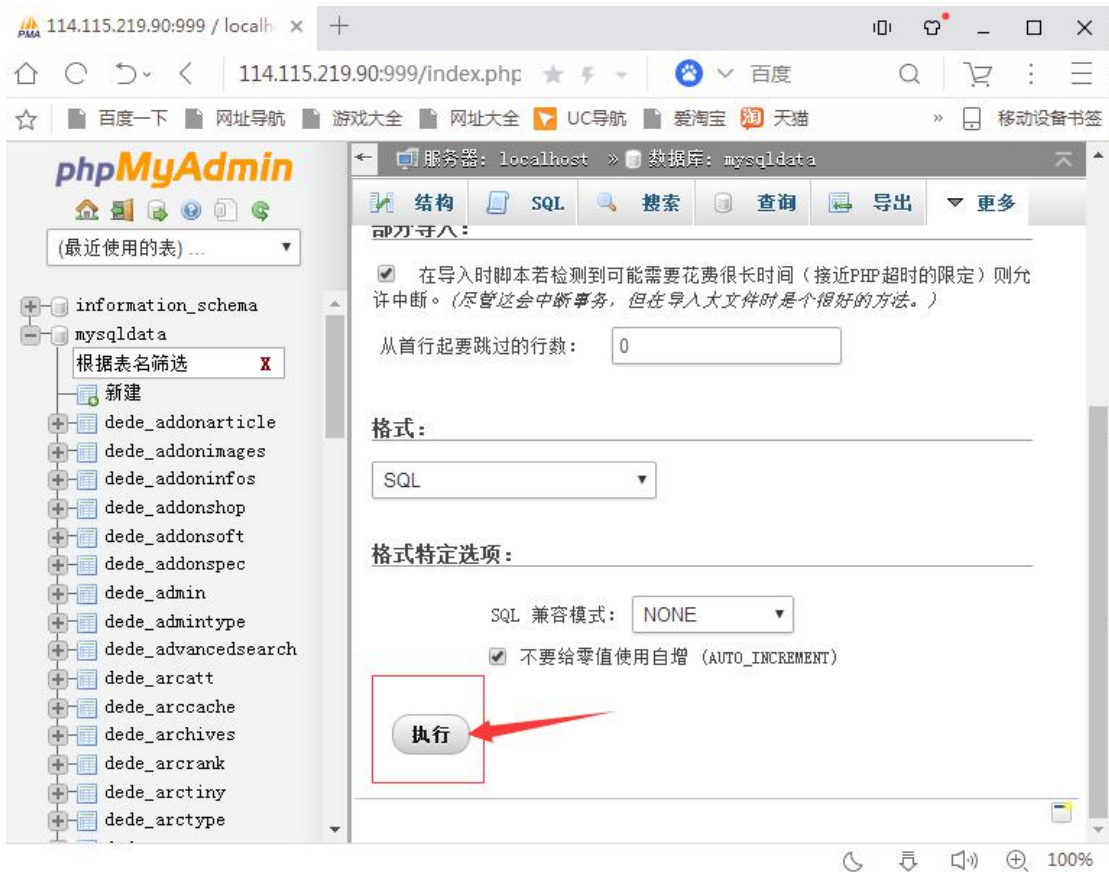 114.115.219.90:999 / localh
114.115.219.90:999/index.php
百度
百度一下 网址导航 游戏大全 网址大全 UC导航 爱淘宝 淘 天猫 » 移动设备书签
phpMyAdmin
(最近使用的表) ...
information_schema
mysqldata
根据表名筛选 X
新建
dede_addonarticle
dede_addonimages
dede_addoninfos
dede_addonshop
dede_addonsoft
dede_addonspec
dede_admin
dede_admintype
dede_advancedsearch
dede_arcatt
dede_arccache
dede_archives
dede_arcrank
dede_arctiny
dede_arctype
服务器: localhost » 数据库: mysqldata
结构 SQL 搜索 查询 导出 更多
部分导入:
在导入时脚本若检测到可能需要花费很长时间(接近PHP超时的限定)则允
许中断。(尽管这会中断事务,但在导入大文件时是个很好的方法。)
从首行起要跳过的行数: 0
格式:
SQL
格式特定选项:
SQL 兼容模式: NONE
不要给零值使用自增 (AUTO_INCREMENT)
执行
100%